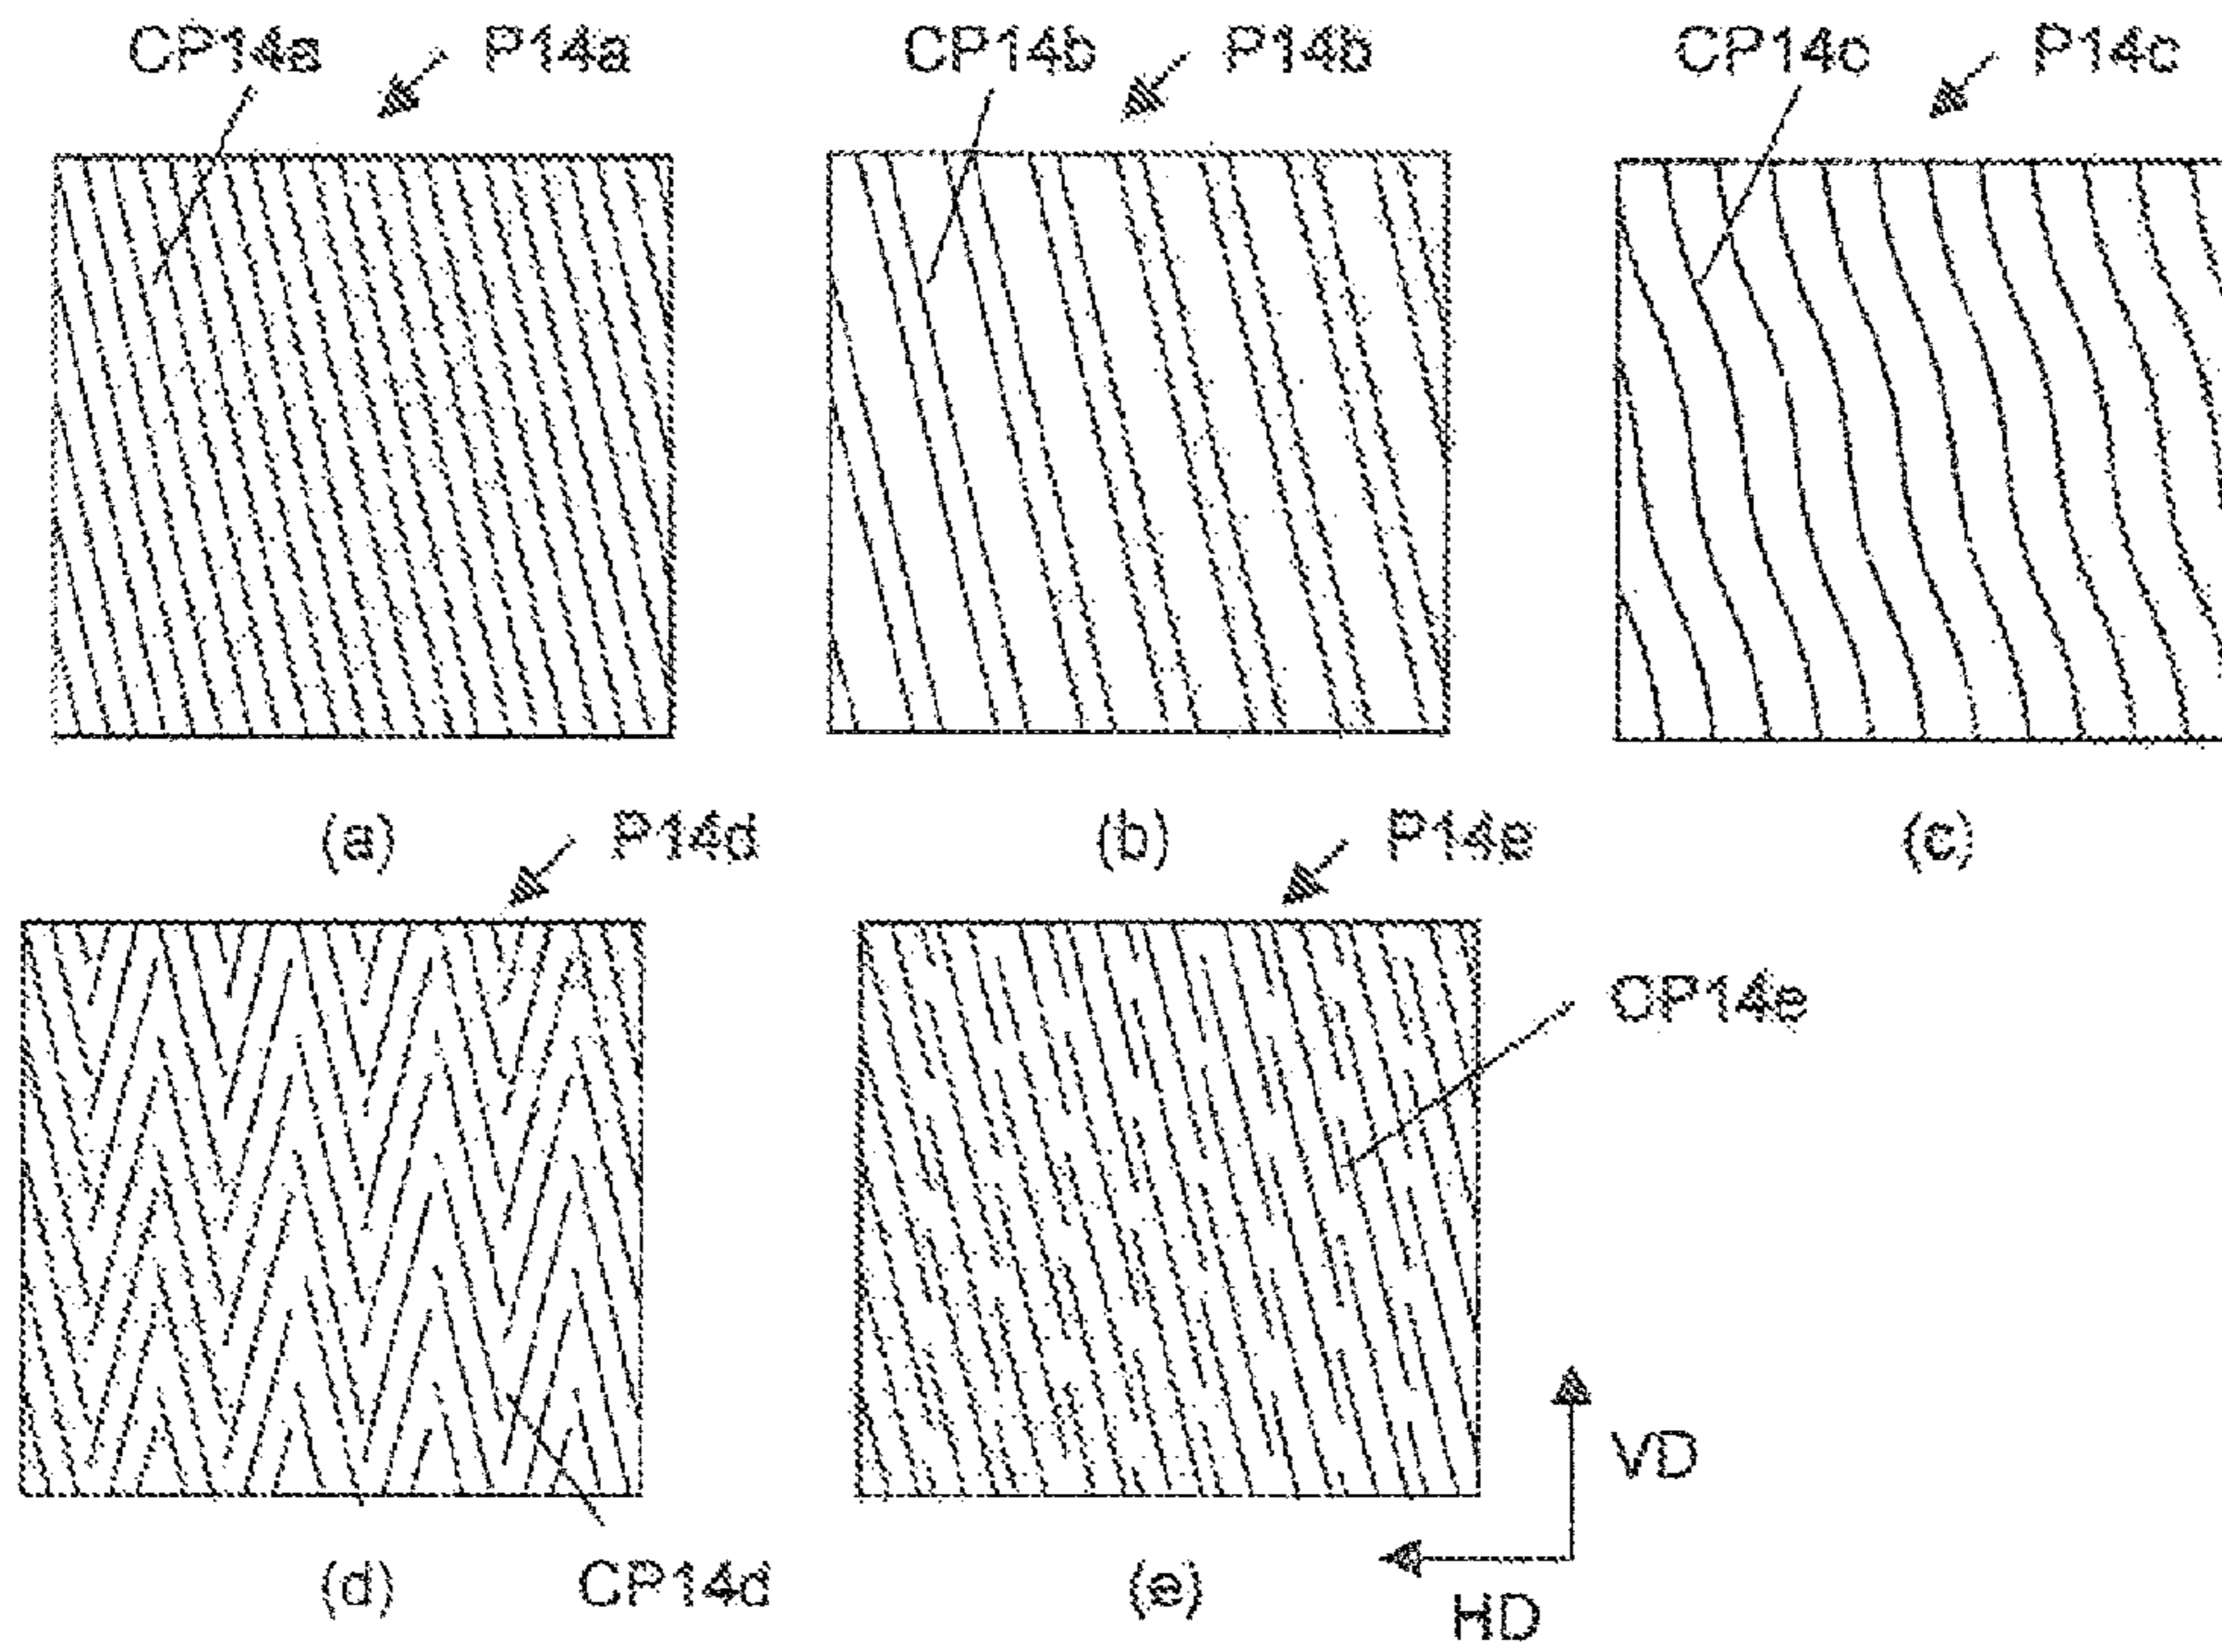 CP14a P14a CP14b P14b CP14c P14c
(a) (b) (c)
P14d P14e
CP14e
VD
HD
(d) CP14d (e)